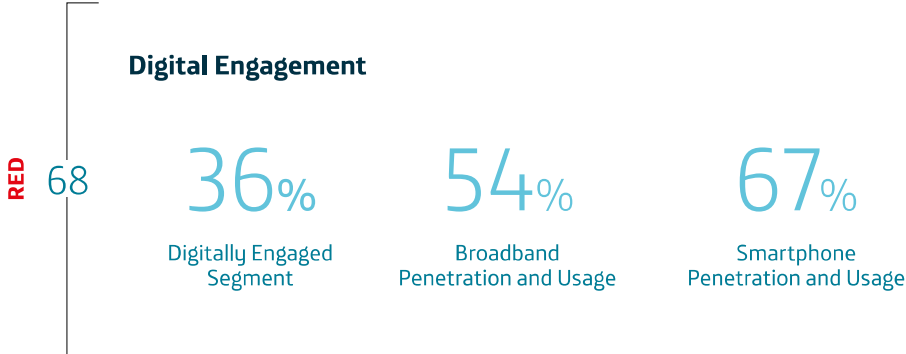 Digital Engagement
RED
68
36%
54%
67%
Digitally Engaged
Segment
Broadband
Penetration and Usage
Smartphone
Penetration and Usage